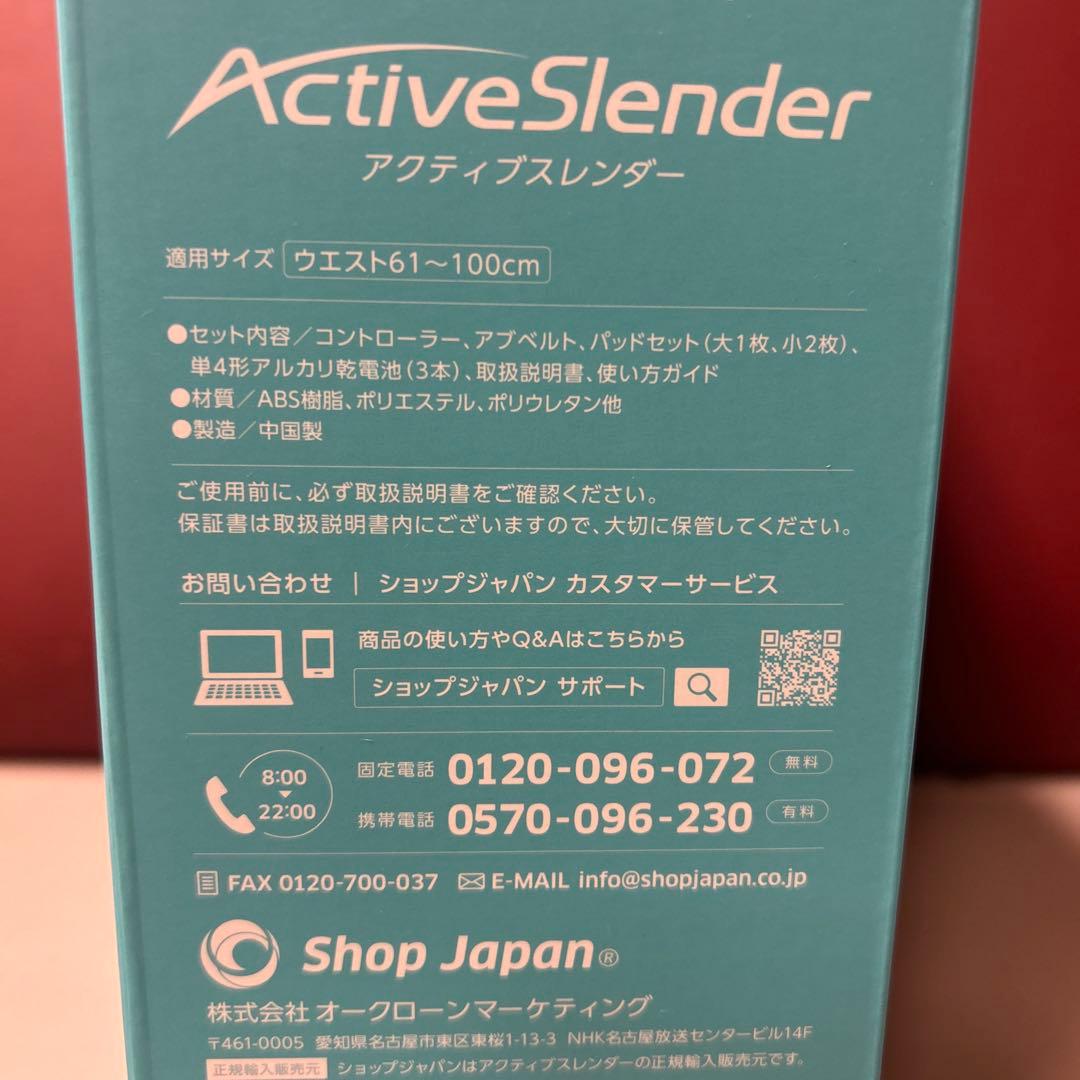 ActiveSlender
アクティブスレンダー
適用サイズ ウエスト61～100cm
●セット内容／コントローラー、アブベルト、パッドセット（大1枚、小2枚）、
単4形アルカリ乾電池（3本）、取扱説明書、使い方ガイド
●材質／ABS樹脂、ポリエステル、ポリウレタン他
●製造／中国製
ご使用前に、必ず取扱説明書をご確認ください。
保証書は取扱説明書内にございますので、大切に保管してください。
お問い合わせ | ショップジャパン カスタマーサービス
商品の使い方やQ&Aはこちらから
ショップジャパン サポート
8:00
22:00
固定電話 0120-096-072 無料
携帯電話 0570-096-230 有料
FAX 0120-700-037 E-MAIL info@shopjapan.co.jp
Shop Japan®
株式会社 オークローンマーケティング
〒461-0005 愛知県名古屋市東区東桜1-13-3 NHK名古屋放送センタービル14F
正規輸入販売元 ショップジャパンはアクティブスレンダーの正規輸入販売元です。